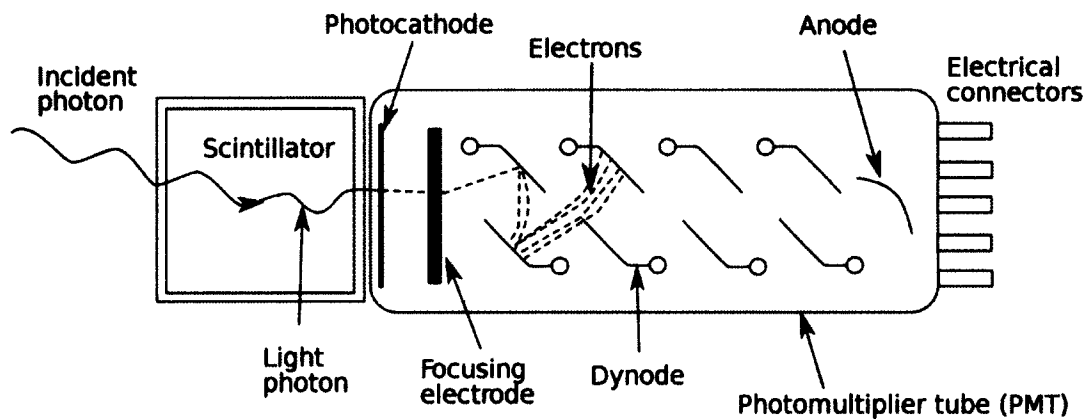 Photocathode
Anode
Electrons
Incident
photon
Electrical
connectors
Scintillator
Light
photon
Focusing
electrode
Dynode
Photomultiplier tube (PMT)